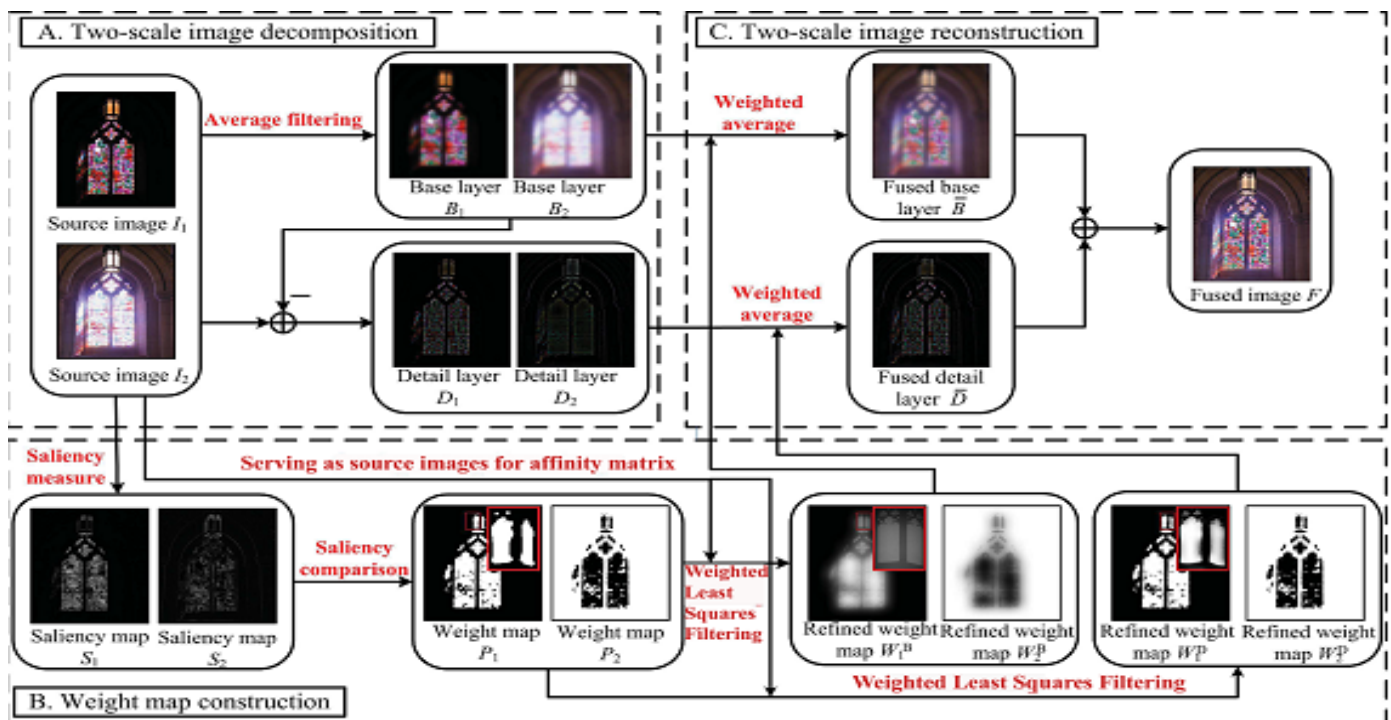 A. Two-scale image decomposition
Source image I₁
Source image I₂
Average filtering
Base layer
B₁
Base layer
B₂
−
Detail layer
D₁
Detail layer
D₂
C. Two-scale image reconstruction
Weighted
average
Fused base
layer B̅
Weighted
average
Fused detail
layer D̅
Fused image F
Saliency
measure
Serving as source images for affinity matrix
Saliency map
S₁
Saliency map
S₂
Saliency
comparison
Weight map
P₁
Weight map
P₂
Weighted
Least
Squares
Filtering
Refined weight
map W₁ᴮ
Refined weight
map W₂ᴮ
Refined weight
map W₁ᴰ
Refined weight
map W₂ᴰ
Weighted Least Squares Filtering
B. Weight map construction